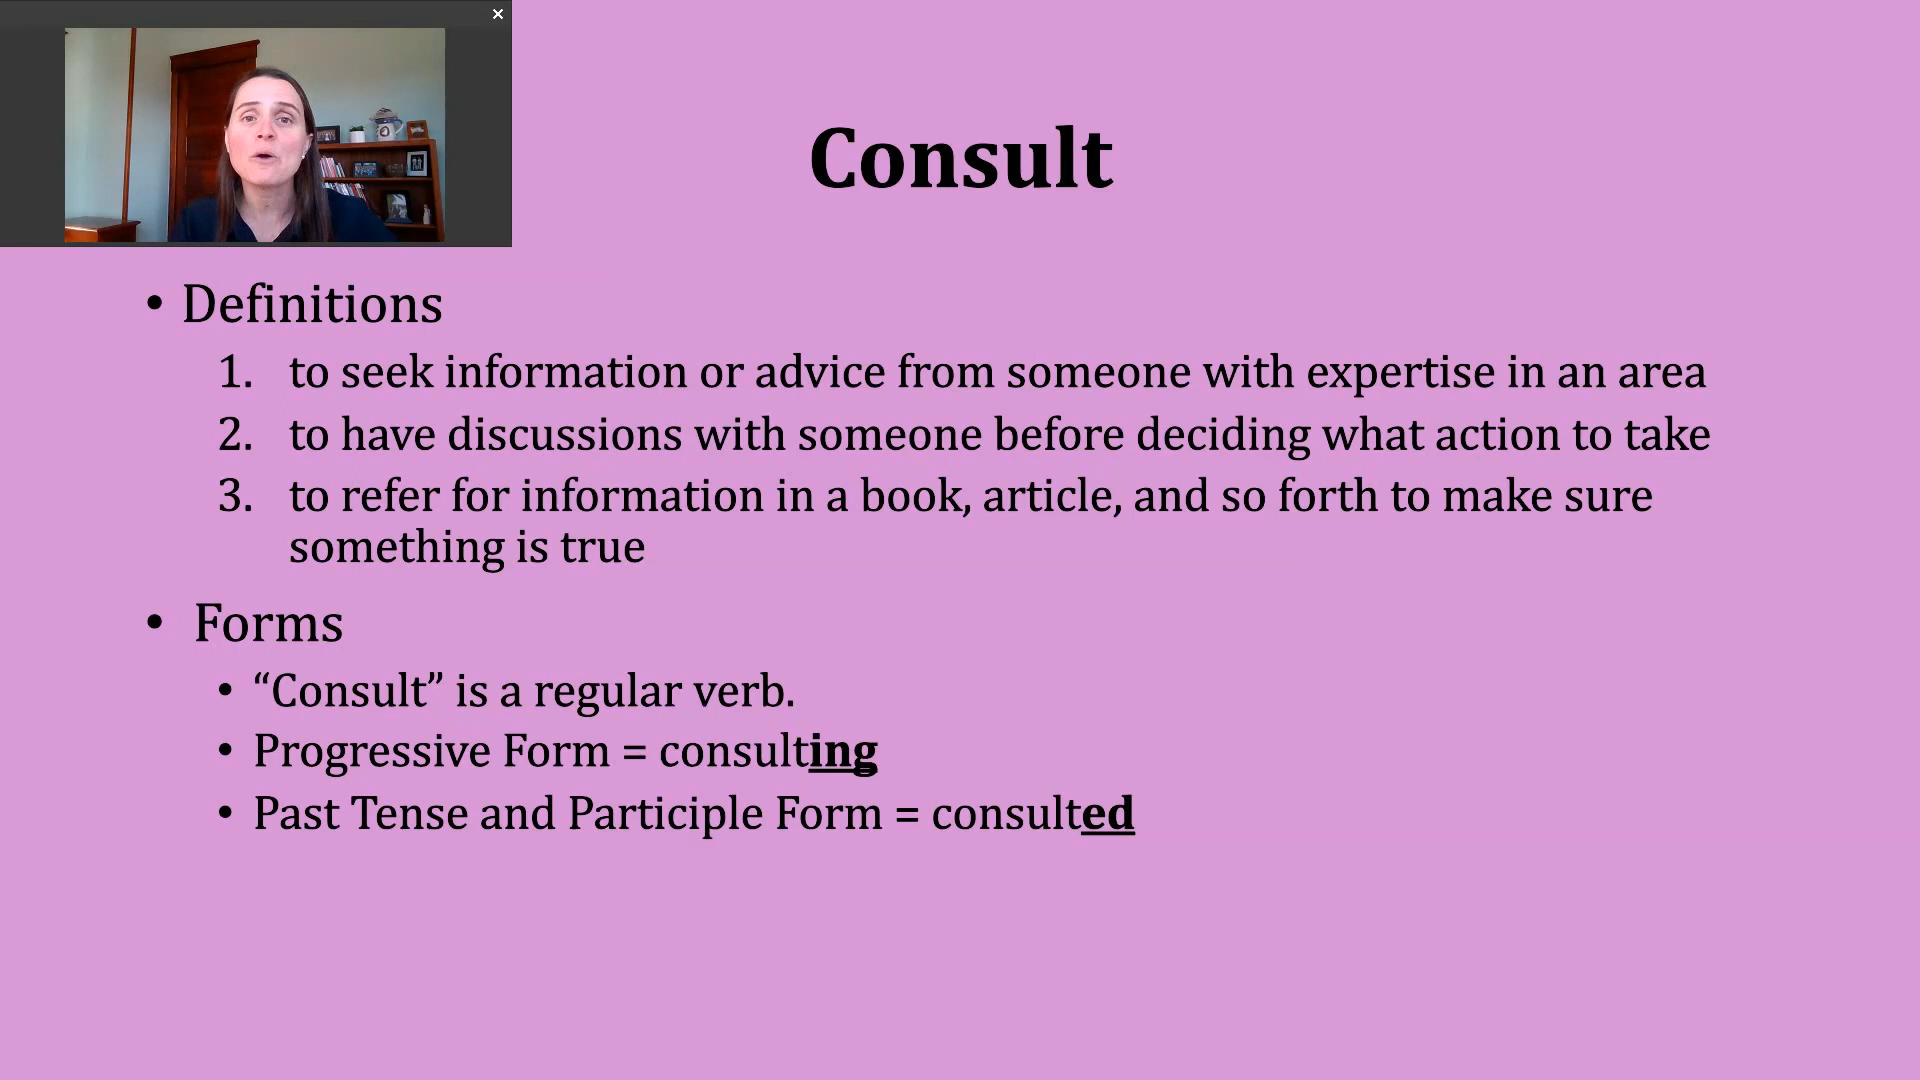 Consult
• Definitions
1. to seek information or advice from someone with expertise in an area
2. to have discussions with someone before deciding what action to take
3. to refer for information in a book, article, and so forth to make sure
something is true
• Forms
• “Consult” is a regular verb.
• Progressive Form = consulting
• Past Tense and Participle Form = consulted